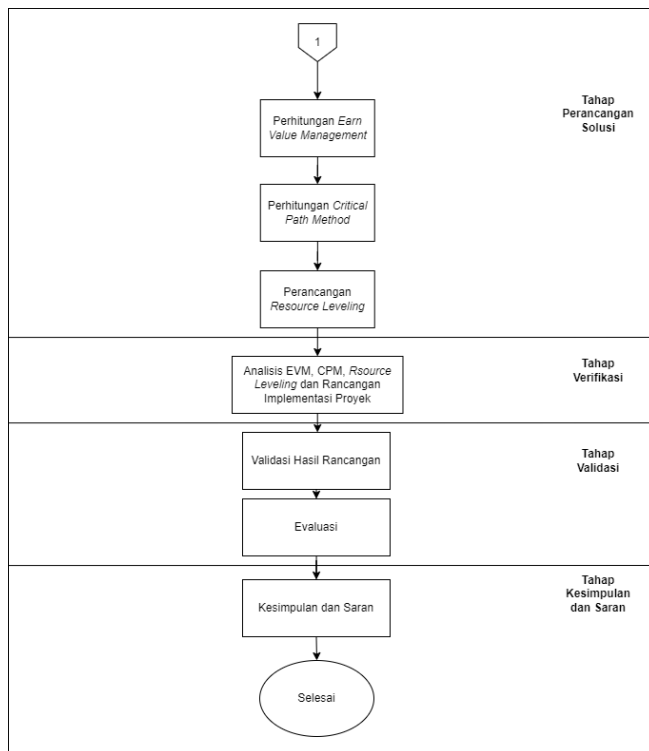 1
Tahap
Perancangan
Solusi
Perhitungan Earn
Value Management
Perhitungan Critical
Path Method
Perancangan
Resource Leveling
Analisis EVM, CPM, Rsource
Leveling dan Rancangan
Implementasi Proyek
Tahap
Verifikasi
Validasi Hasil Rancangan
Tahap
Validasi
Evaluasi
Kesimpulan dan Saran
Tahap
Kesimpulan
dan Saran
Selesai